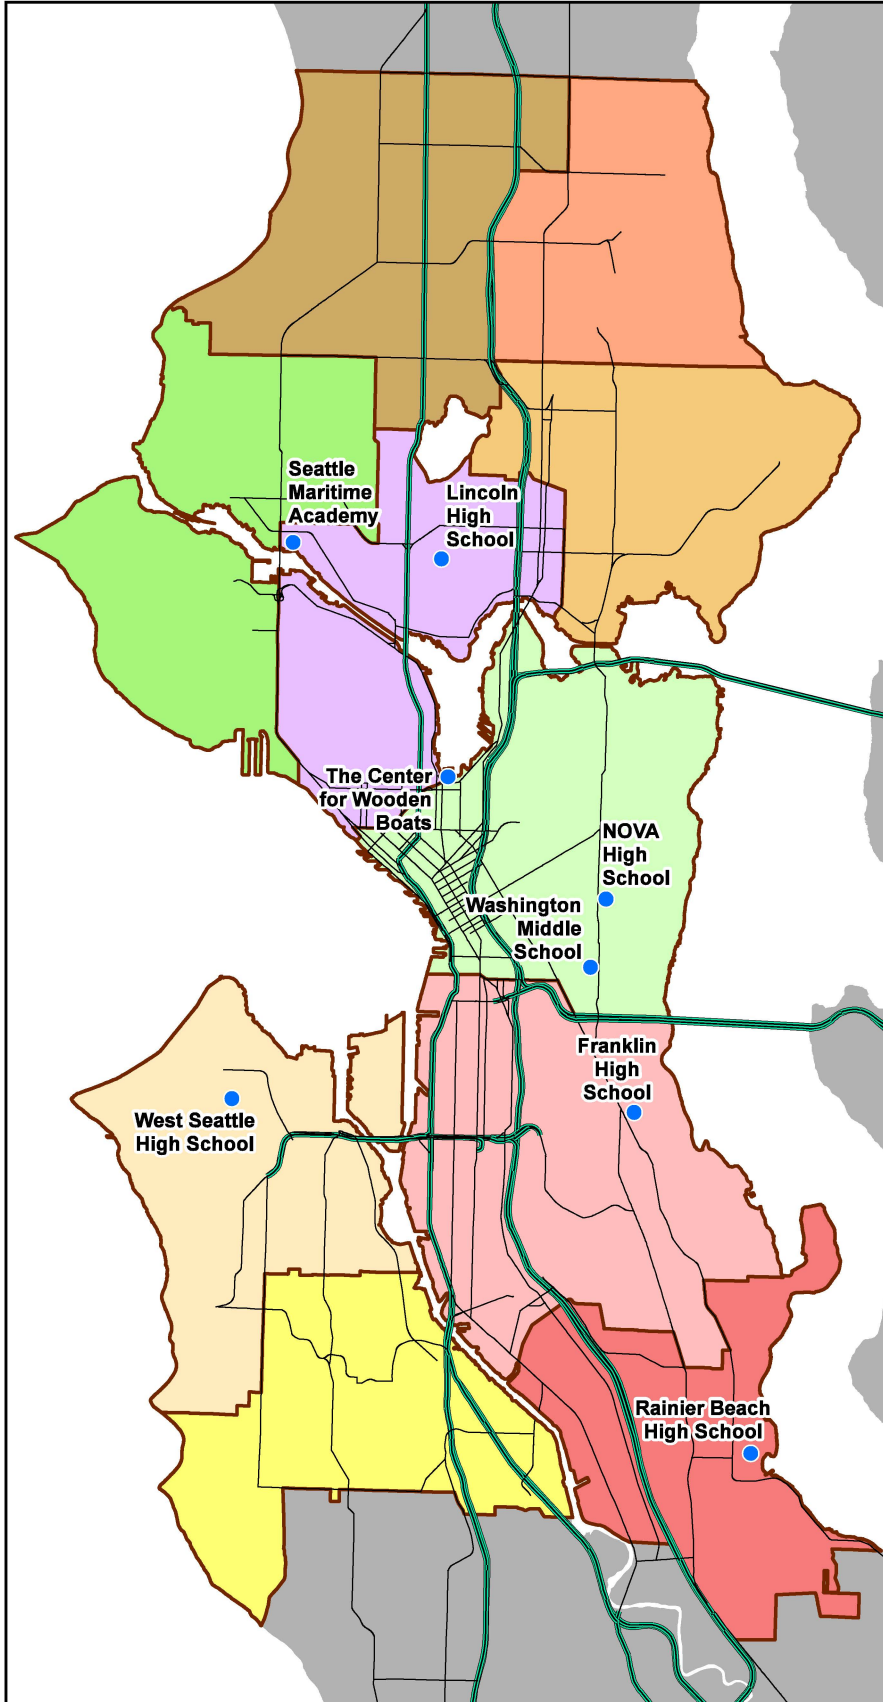 Seattle
Maritime
Academy
Lincoln
High
School
The Center
for Wooden
Boats
NOVA
High
School
Washington
Middle
School
Franklin
High
School
West Seattle
High School
Rainier Beach
High School